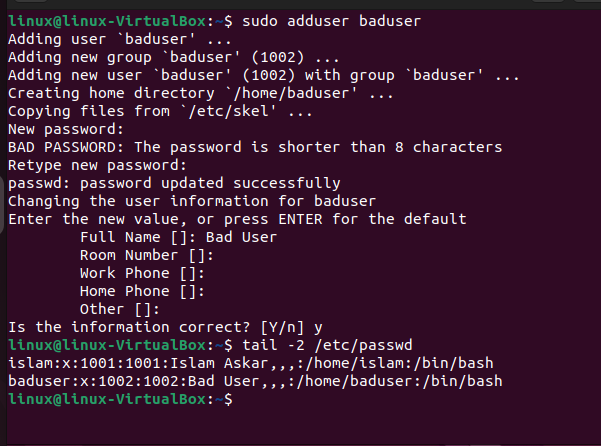 linux@linux-VirtualBox:~$ sudo adduser baduser
Adding user `baduser' ...
Adding new group `baduser' (1002) ...
Adding new user `baduser' (1002) with group `baduser' ...
Creating home directory `/home/baduser' ...
Copying files from `/etc/skel' ...
New password:
BAD PASSWORD: The password is shorter than 8 characters
Retype new password:
passwd: password updated successfully
Changing the user information for baduser
Enter the new value, or press ENTER for the default
        Full Name []: Bad User
        Room Number []:
        Work Phone []:
        Home Phone []:
        Other []:
Is the information correct? [Y/n] y
linux@linux-VirtualBox:~$ tail -2 /etc/passwd
islam:x:1001:1001:Islam Askar,,,:/home/islam:/bin/bash
baduser:x:1002:1002:Bad User,,,:/home/baduser:/bin/bash
linux@linux-VirtualBox:~$